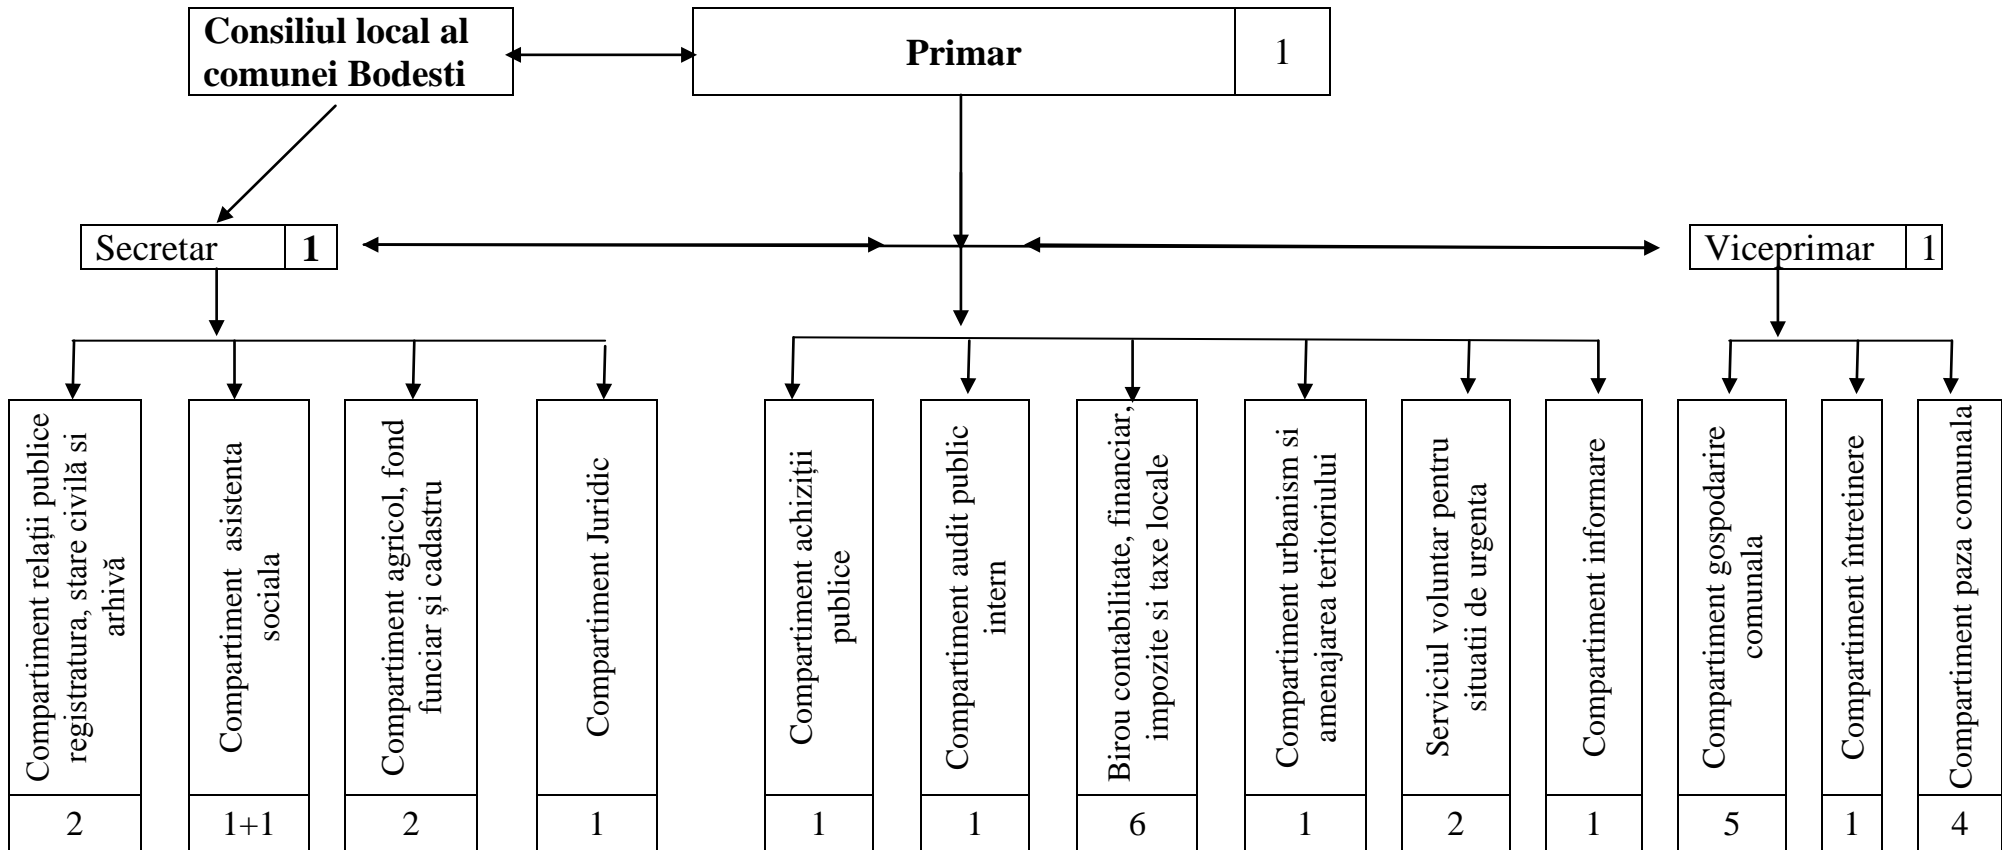 Consiliul local al
comunei Bodesti
Primar
1
Secretar
1
Viceprimar
1
Compartiment relații publice
registratura, stare civilă si
arhivă
2
Compartiment asistenta
sociala
1+1
Compartiment agricol, fond
funciar și cadastru
2
Compartiment Juridic
1
Compartiment achiziții
publice
1
Compartiment audit public
intern
1
Birou contabilitate, financiar,
impozite si taxe locale
6
Compartiment urbanism si
amenajarea teritoriului
1
Serviciul voluntar pentru
situatii de urgenta
2
Compartiment informare
1
Compartiment gospodarire
comunala
5
Compartiment întretinere
1
Compartiment paza comunala
4